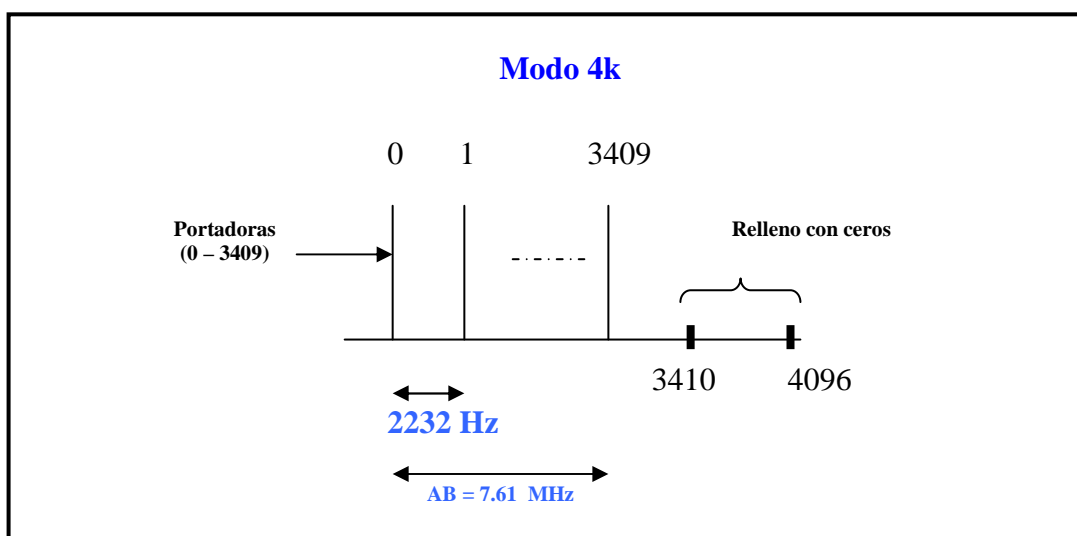 Modo 4k
0 1 3409
Portadoras
(0 – 3409)
Relleno con ceros
3410 4096
2232 Hz
AB = 7.61 MHz